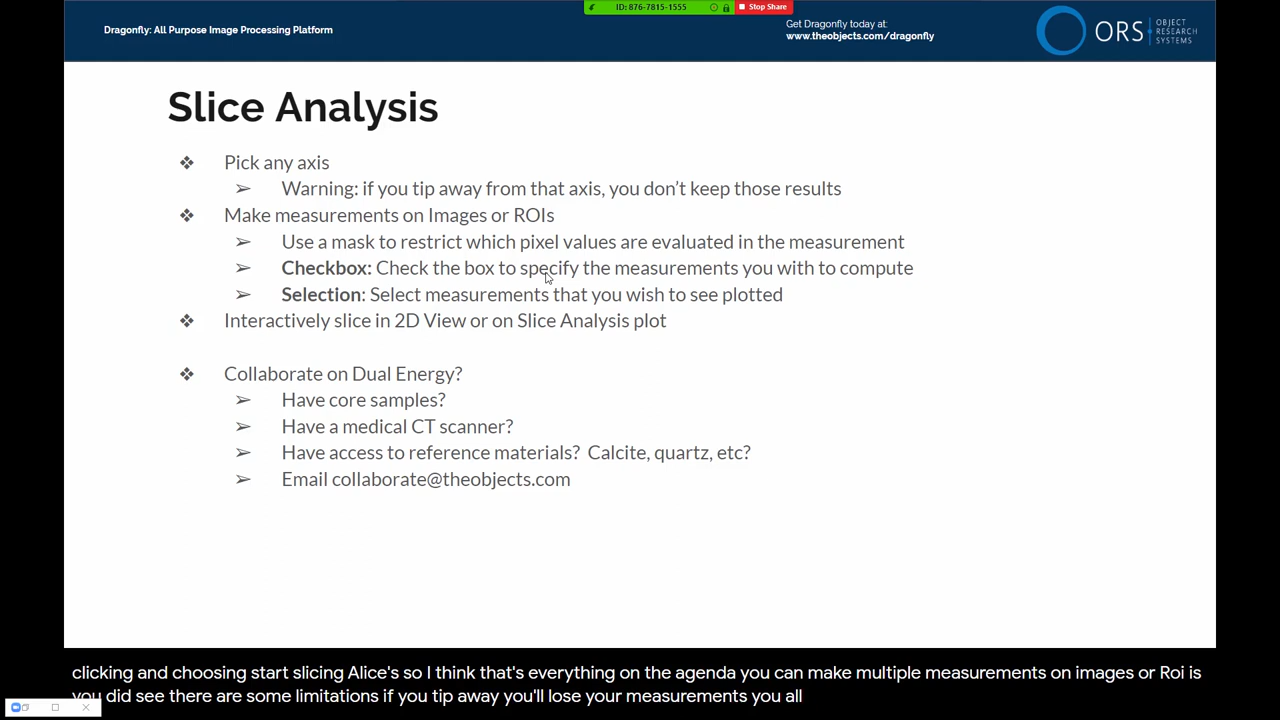 ID: 876-7815-1555
Stop Share
Dragonfly: All Purpose Image Processing Platform
Get Dragonfly today at:
www.theobjects.com/dragonfly
ORS
OBJECT
RESEARCH
SYSTEMS
Slice Analysis
Pick any axis
Warning: if you tip away from that axis, you don’t keep those results
Make measurements on Images or ROIs
Use a mask to restrict which pixel values are evaluated in the measurement
Checkbox: Check the box to specify the measurements you with to compute
Selection: Select measurements that you wish to see plotted
Interactively slice in 2D View or on Slice Analysis plot
Collaborate on Dual Energy?
Have core samples?
Have a medical CT scanner?
Have access to reference materials? Calcite, quartz, etc?
Email collaborate@theobjects.com
clicking and choosing start slicing Alice's so I think that's everything on the agenda you can make multiple measurements on images or Roi is
you did see there are some limitations if you tip away you'll lose your measurements you all